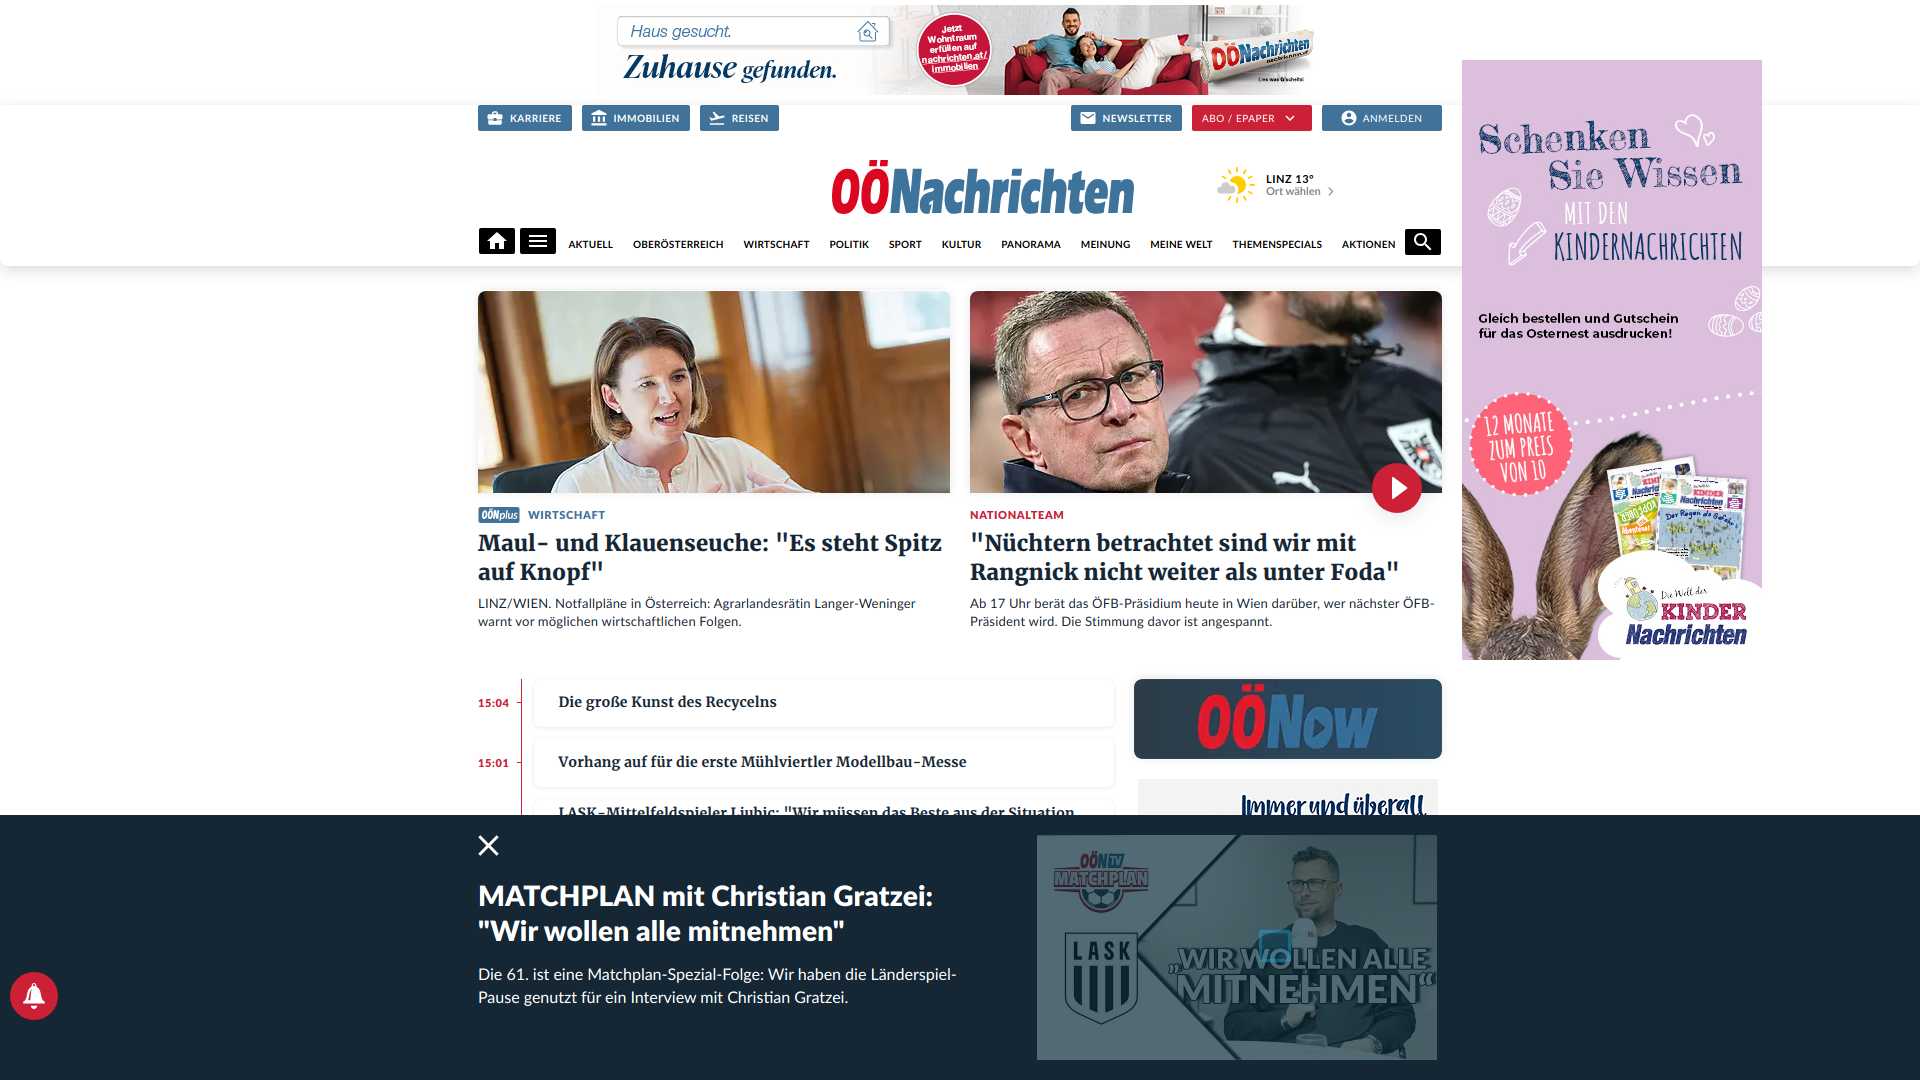 Haus gesucht.
Zuhause gefunden.
Jetzt
Wohntraum
erfüllen auf
nachrichten.at/
immobilien
OÖNachrichten
Lies was G'scheits!
KARRIERE
IMMOBILIEN
REISEN
NEWSLETTER
ABO / EPAPER
ANMELDEN
OÖNachrichten
LINZ 13°
Ort wählen
AKTUELL
OBERÖSTERREICH
WIRTSCHAFT
POLITIK
SPORT
KULTUR
PANORAMA
MEINUNG
MEINE WELT
THEMENSPECIALS
AKTIONEN
Schenken
Sie Wissen
MIT DEN
KINDERNACHRICHTEN
Gleich bestellen und Gutschein
für das Osternest ausdrucken!
12 MONATE
ZUM PREIS
VON 10
Die Welt der
KINDER
Nachrichten
OÖNplus WIRTSCHAFT
Maul- und Klauenseuche: "Es steht Spitz
auf Knopf"
LINZ/WIEN. Notfallpläne in Österreich: Agrarlandesrätin Langer-Weninger
warnt vor möglichen wirtschaftlichen Folgen.
NATIONALTEAM
"Nüchtern betrachtet sind wir mit
Rangnick nicht weiter als unter Foda"
Ab 17 Uhr berät das ÖFB-Präsidium heute in Wien darüber, wer nächster ÖFB-
Präsident wird. Die Stimmung davor ist angespannt.
15:04
Die große Kunst des Recycelns
15:01
Vorhang auf für die erste Mühlviertler Modellbau-Messe
LASK-Mittelfeldspieler Ljubic: "Wir müssen das Beste aus der Situation
OÖNow
Immer und überall
MATCHPLAN mit Christian Gratzei:
"Wir wollen alle mitnehmen"
Die 61. ist eine Matchplan-Spezial-Folge: Wir haben die Länderspiel-
Pause genutzt für ein Interview mit Christian Gratzei.
OÖNTV
MATCHPLAN
LASK
„WIR WOLLEN ALLE
MITNEHMEN“